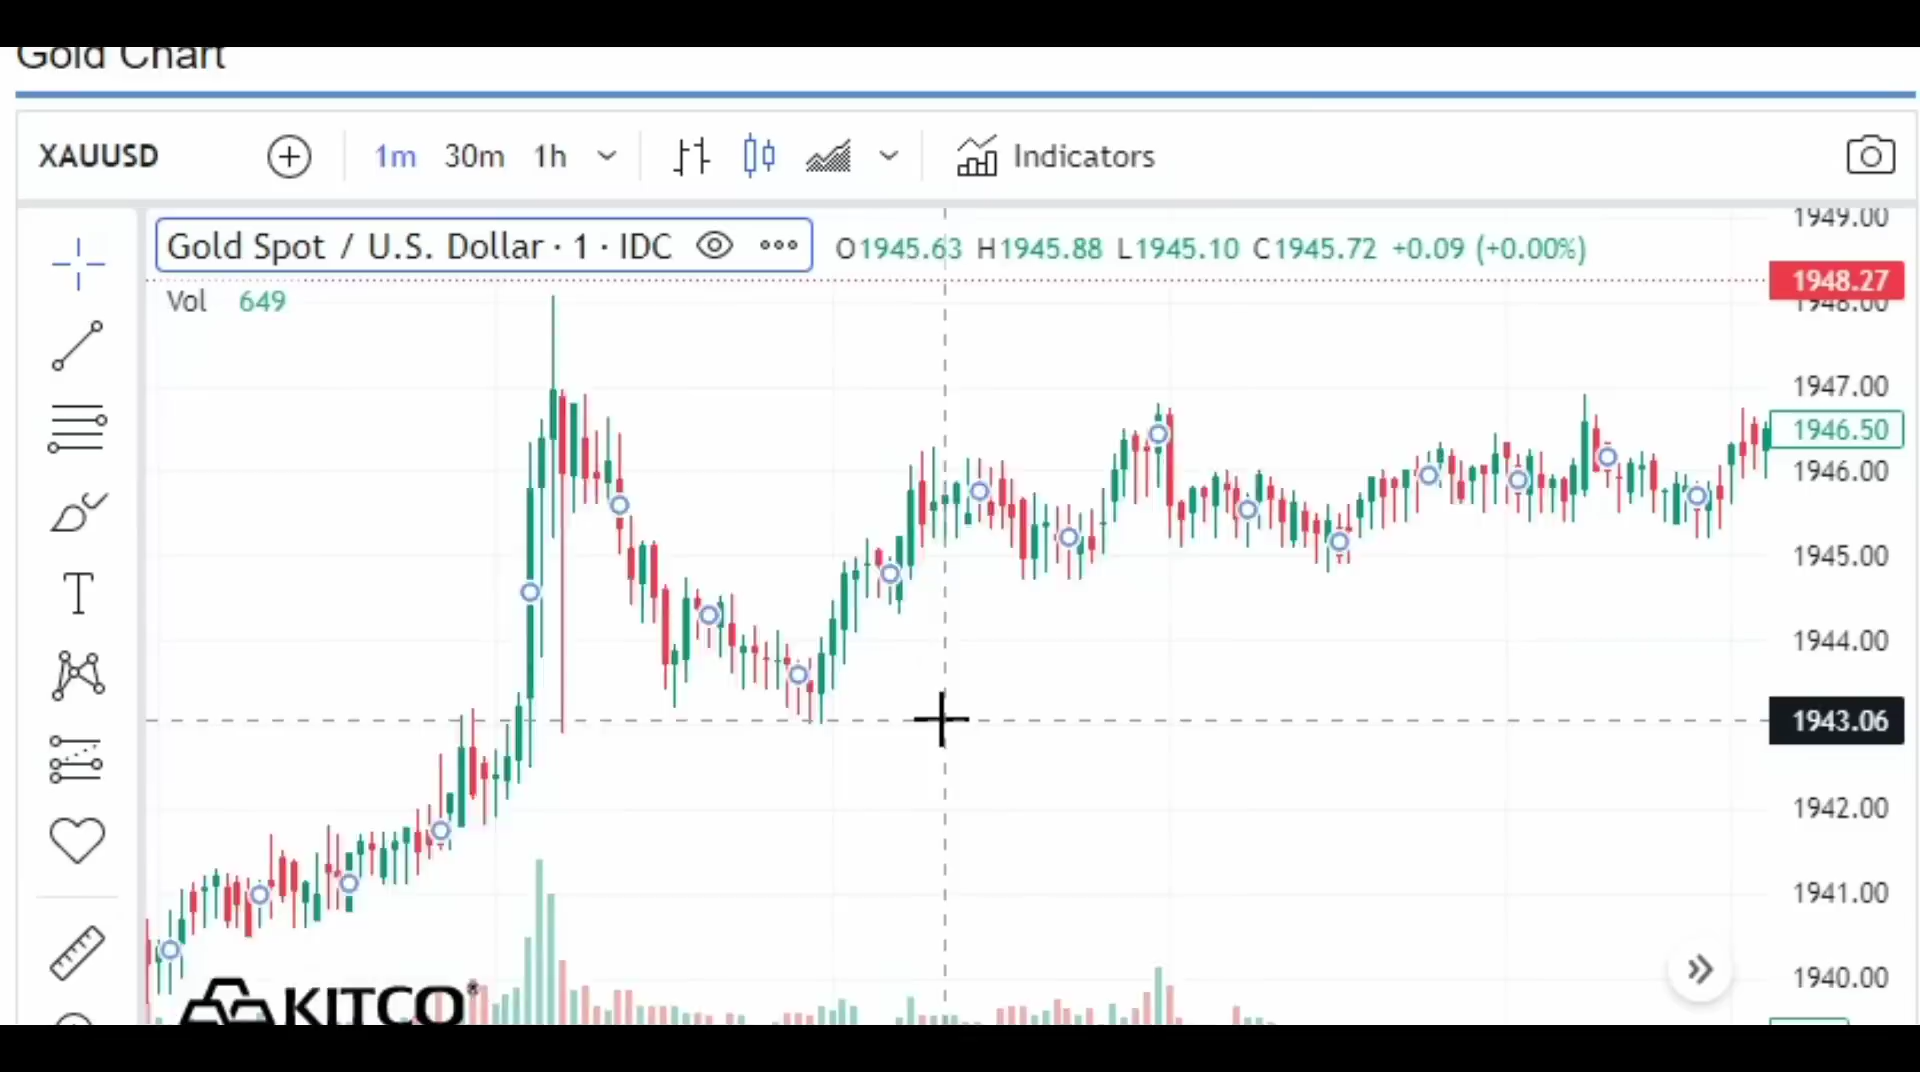 Gold Chart
XAUUSD 1m 30m 1h Indicators
Gold Spot / U.S. Dollar · 1 · IDC O1945.63 H1945.88 L1945.10 C1945.72 +0.09 (+0.00%)
Vol 649
1949.00
1948.27
1948.00
1947.00
1946.50
1946.00
1945.00
1944.00
1943.06
1942.00
1941.00
1940.00
KITCO®